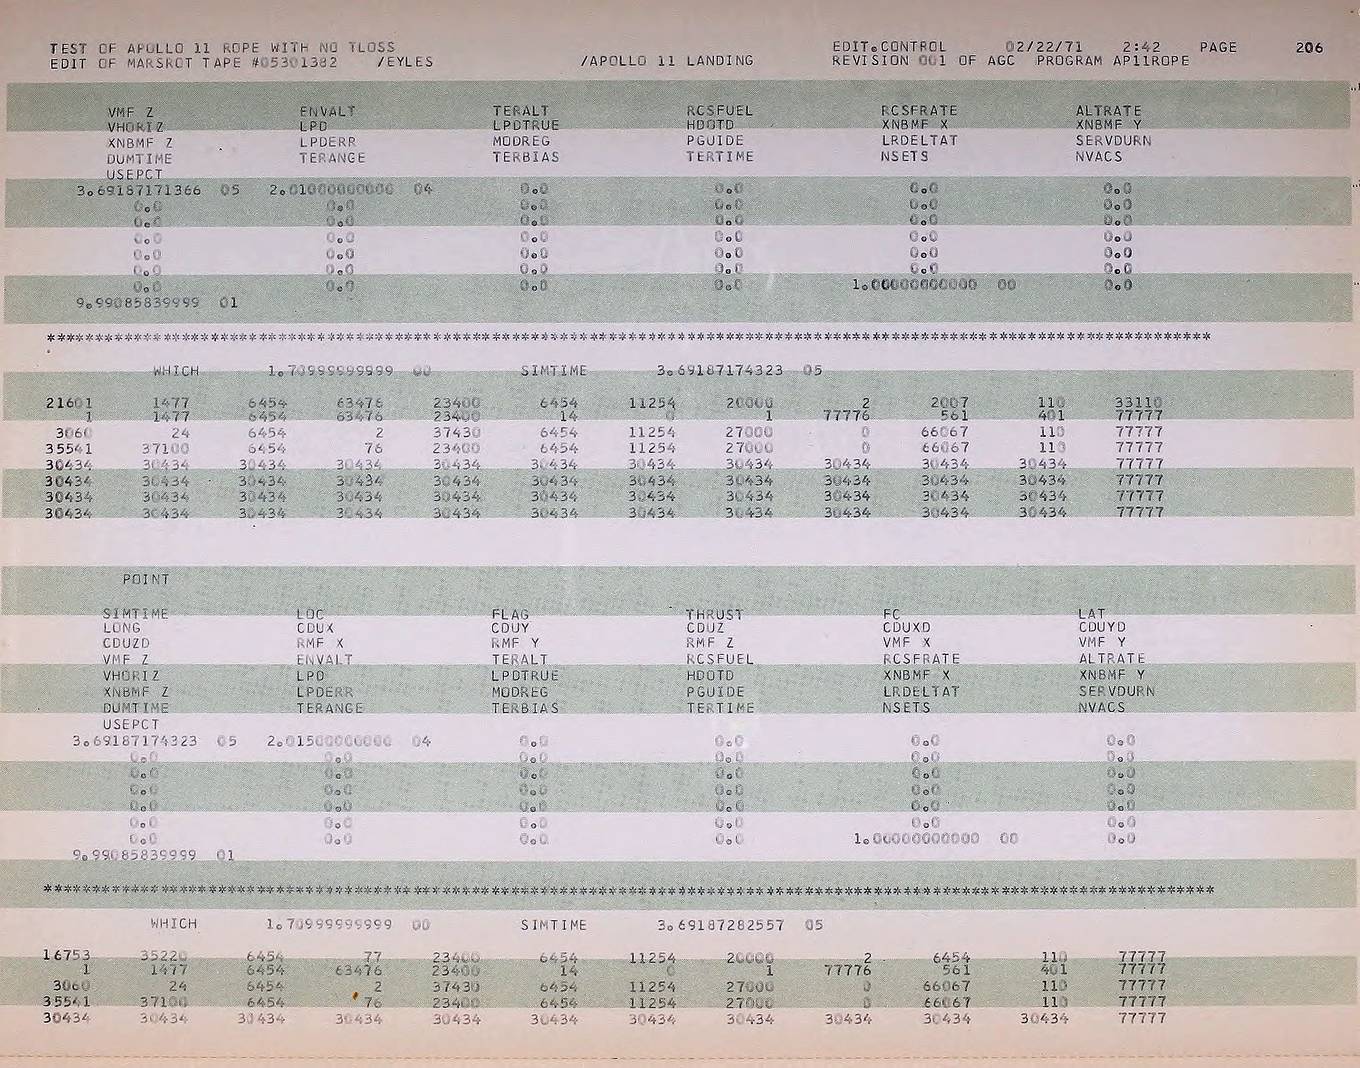 TEST OF APOLLO 11 ROPE WITH NO TLOSS EDIT.CONTROL 02/22/71 2:42 PAGE 206
EDIT OF MARSROT TAPE #05301382 /EYLES /APOLLO 11 LANDING REVISION 001 OF AGC PROGRAM AP11ROPE
VMF Z ENVALT TERALT RCSFUEL RCSFRATE ALTRATE
VHORIZ LPD LPDTRUE HDOTD XNBMF X XNBMF Y
XNBMF Z LPDERR MODREG PGUIDE LRDELTAT SERVDURN
DUMTIME TERANGE TERBIAS TERTIME NSETS NVACS
USEPCT
3.69187171366 05 2.01000000000 04 0.0 0.0 0.0 0.0
0.0 0.0 0.0 0.0 0.0 0.0
0.0 0.0 0.0 0.0 0.0 0.0
0.0 0.0 0.0 0.0 0.0 0.0
0.0 0.0 0.0 0.0 0.0 0.0
0.0 0.0 0.0 0.0 0.0 0.0
0.0 0.0 0.0 0.0 1.00000000000 00 0.0
9.99085839999 01
************************************************************************************************************************
WHICH 1.70999999999 00 SIMTIME 3.69187174323 05
21601 1477 6454 63476 23400 6454 11254 20000 2 2007 110 33110
1 1477 6454 63476 23400 14 0 1 77776 561 401 77777
3060 24 6454 2 37430 6454 11254 27000 0 66067 110 77777
35541 37100 6454 76 23400 6454 11254 27000 0 66067 110 77777
30434 30434 30434 30434 30434 30434 30434 30434 30434 30434 30434 77777
30434 30434 30434 30434 30434 30434 30434 30434 30434 30434 30434 77777
30434 30434 30434 30434 30434 30434 30434 30434 30434 30434 30434 77777
30434 30434 30434 30434 30434 30434 30434 30434 30434 30434 30434 77777
POINT
SIMTIME LOC FLAG THRUST FC LAT
LONG CDUX CDUY CDUZ CDUXD CDUYD
CDUZD RMF X RMF Y RMF Z VMF X VMF Y
VMF Z ENVALT TERALT RCSFUEL RCSFRATE ALTRATE
VHORIZ LPD LPDTRUE HDOTD XNBMF X XNBMF Y
XNBMF Z LPDERR MODREG PGUIDE LRDELTAT SERVDURN
DUMTIME TERANGE TERBIAS TERTIME NSETS NVACS
USEPCT
3.69187174323 05 2.01500000000 04 0.0 0.0 0.0 0.0
0.0 0.0 0.0 0.0 0.0 0.0
0.0 0.0 0.0 0.0 0.0 0.0
0.0 0.0 0.0 0.0 0.0 0.0
0.0 0.0 0.0 0.0 0.0 0.0
0.0 0.0 0.0 0.0 0.0 0.0
0.0 0.0 0.0 0.0 1.00000000000 00 0.0
9.99085839999 01
************************************************************************************************************************
WHICH 1.70999999999 00 SIMTIME 3.69187282557 05
16753 35220 6454 77 23400 6454 11254 20000 2 6454 110 77777
1 1477 6454 63476 23400 14 0 1 77776 561 401 77777
3060 24 6454 2 37430 6454 11254 27000 0 66067 110 77777
35541 37100 6454 76 23400 6454 11254 27000 0 66067 110 77777
30434 30434 30434 30434 30434 30434 30434 30434 30434 30434 30434 77777